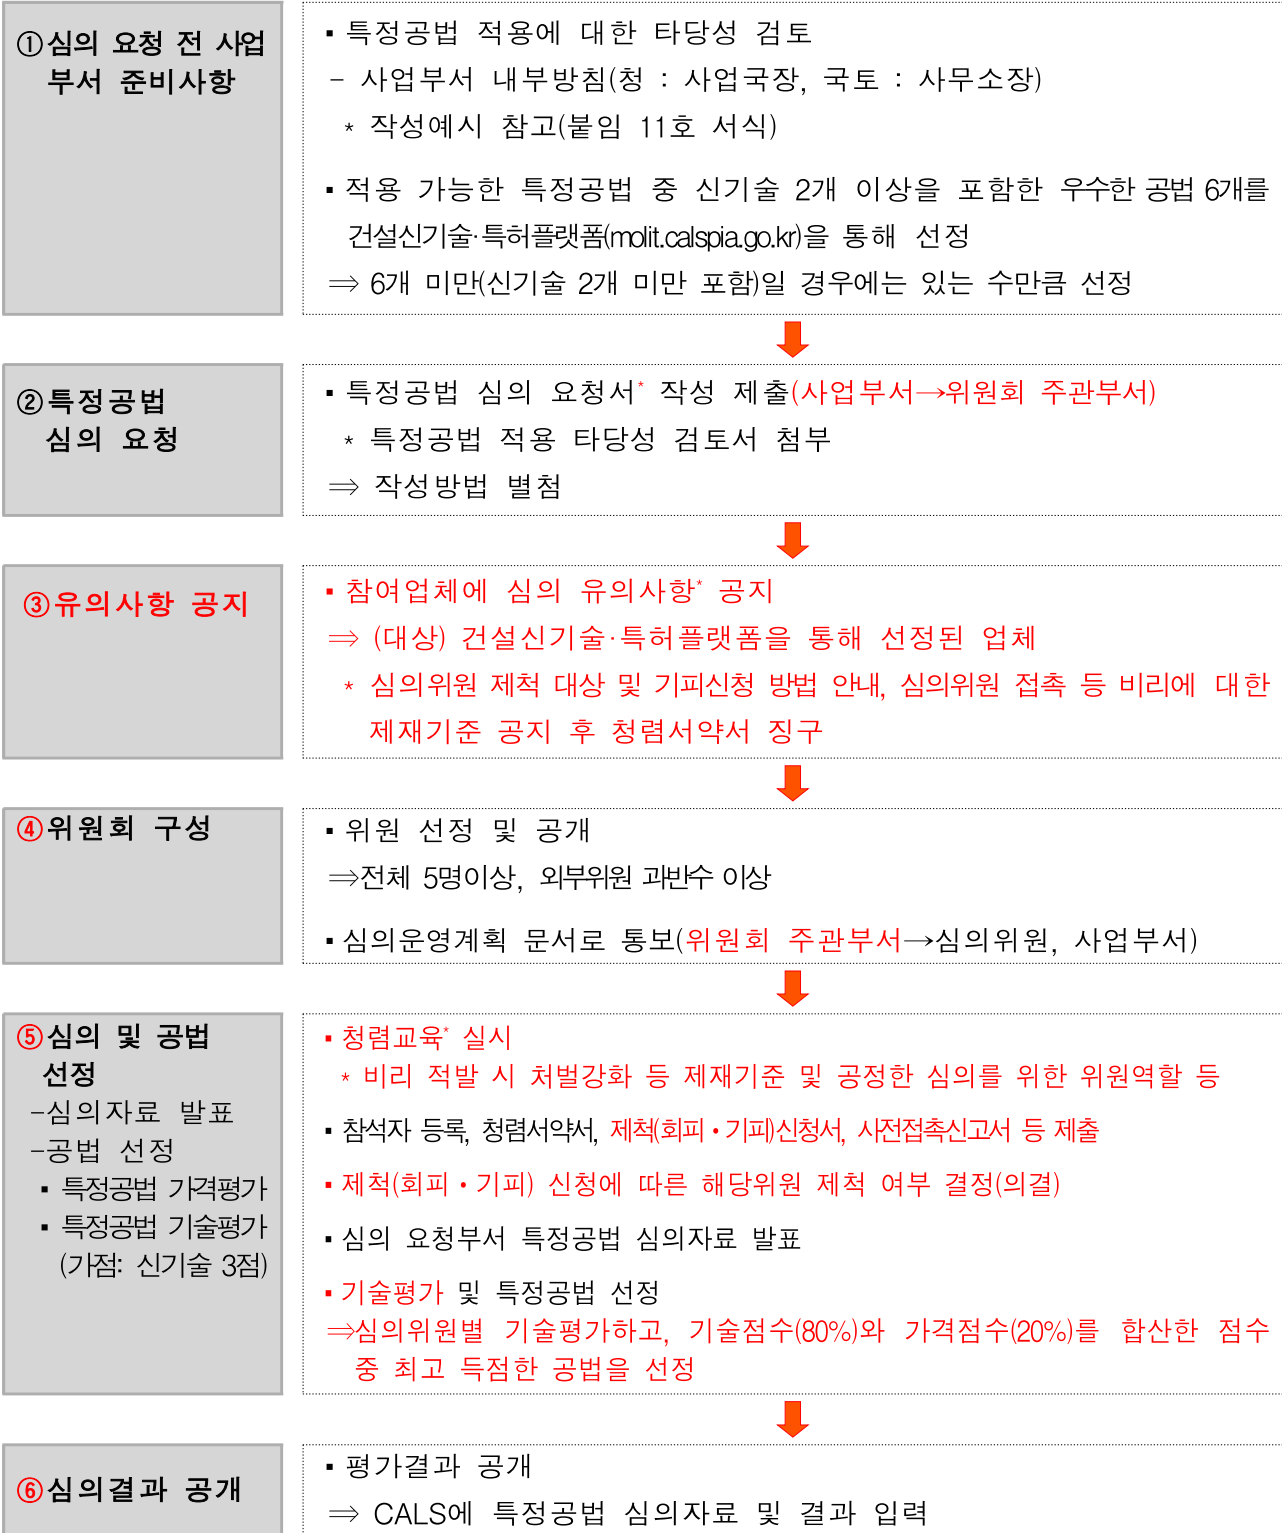 ①심의 요청 전 사업
부서 준비사항
▪ 특정공법 적용에 대한 타당성 검토
- 사업부서 내부방침(청 : 사업국장, 국토 : 사무소장)
* 작성예시 참고(붙임 11호 서식)
▪ 적용 가능한 특정공법 중 신기술 2개 이상을 포함한 우수한 공법 6개를
건설신기술·특허플랫폼(molit.calspia.go.kr)을 통해 선정
⇒ 6개 미만(신기술 2개 미만 포함)일 경우에는 있는 수만큼 선정
②특정공법
심의 요청
▪ 특정공법 심의 요청서* 작성 제출(사업부서→위원회 주관부서)
* 특정공법 적용 타당성 검토서 첨부
⇒ 작성방법 별첨
③유의사항 공지
▪ 참여업체에 심의 유의사항* 공지
⇒ (대상) 건설신기술·특허플랫폼을 통해 선정된 업체
* 심의위원 제척 대상 및 기피신청 방법 안내, 심의위원 접촉 등 비리에 대한
제재기준 공지 후 청렴서약서 징구
④위원회 구성
▪ 위원 선정 및 공개
⇒전체 5명이상, 외부위원 과반수 이상
▪ 심의운영계획 문서로 통보(위원회 주관부서→심의위원, 사업부서)
⑤심의 및 공법
선정
-심의자료 발표
-공법 선정
▪ 특정공법 가격평가
▪ 특정공법 기술평가
(가점: 신기술 3점)
▪ 청렴교육* 실시
* 비리 적발 시 처벌강화 등 제재기준 및 공정한 심의를 위한 위원역할 등
▪ 참석자 등록, 청렴서약서, 제척(회피•기피)신청서, 사전접촉신고서 등 제출
▪ 제척(회피•기피) 신청에 따른 해당위원 제척 여부 결정(의결)
▪ 심의 요청부서 특정공법 심의자료 발표
▪ 기술평가 및 특정공법 선정
⇒심의위원별 기술평가하고, 기술점수(80%)와 가격점수(20%)를 합산한 점수
중 최고 득점한 공법을 선정
⑥심의결과 공개
▪ 평가결과 공개
⇒ CALS에 특정공법 심의자료 및 결과 입력